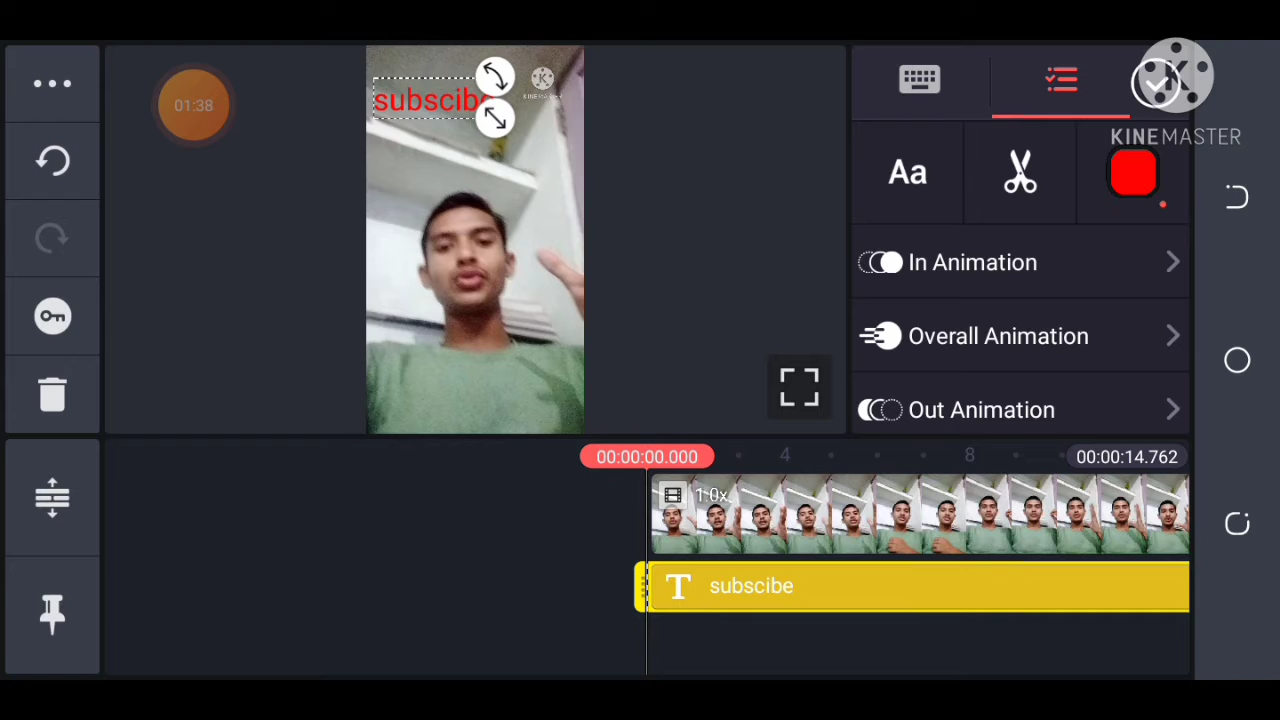 01:38
subscibe
KINEMASTER
Aa
In Animation
Overall Animation
Out Animation
00:00:00.000
4
8
00:00:14.762
1.0x
T subscibe